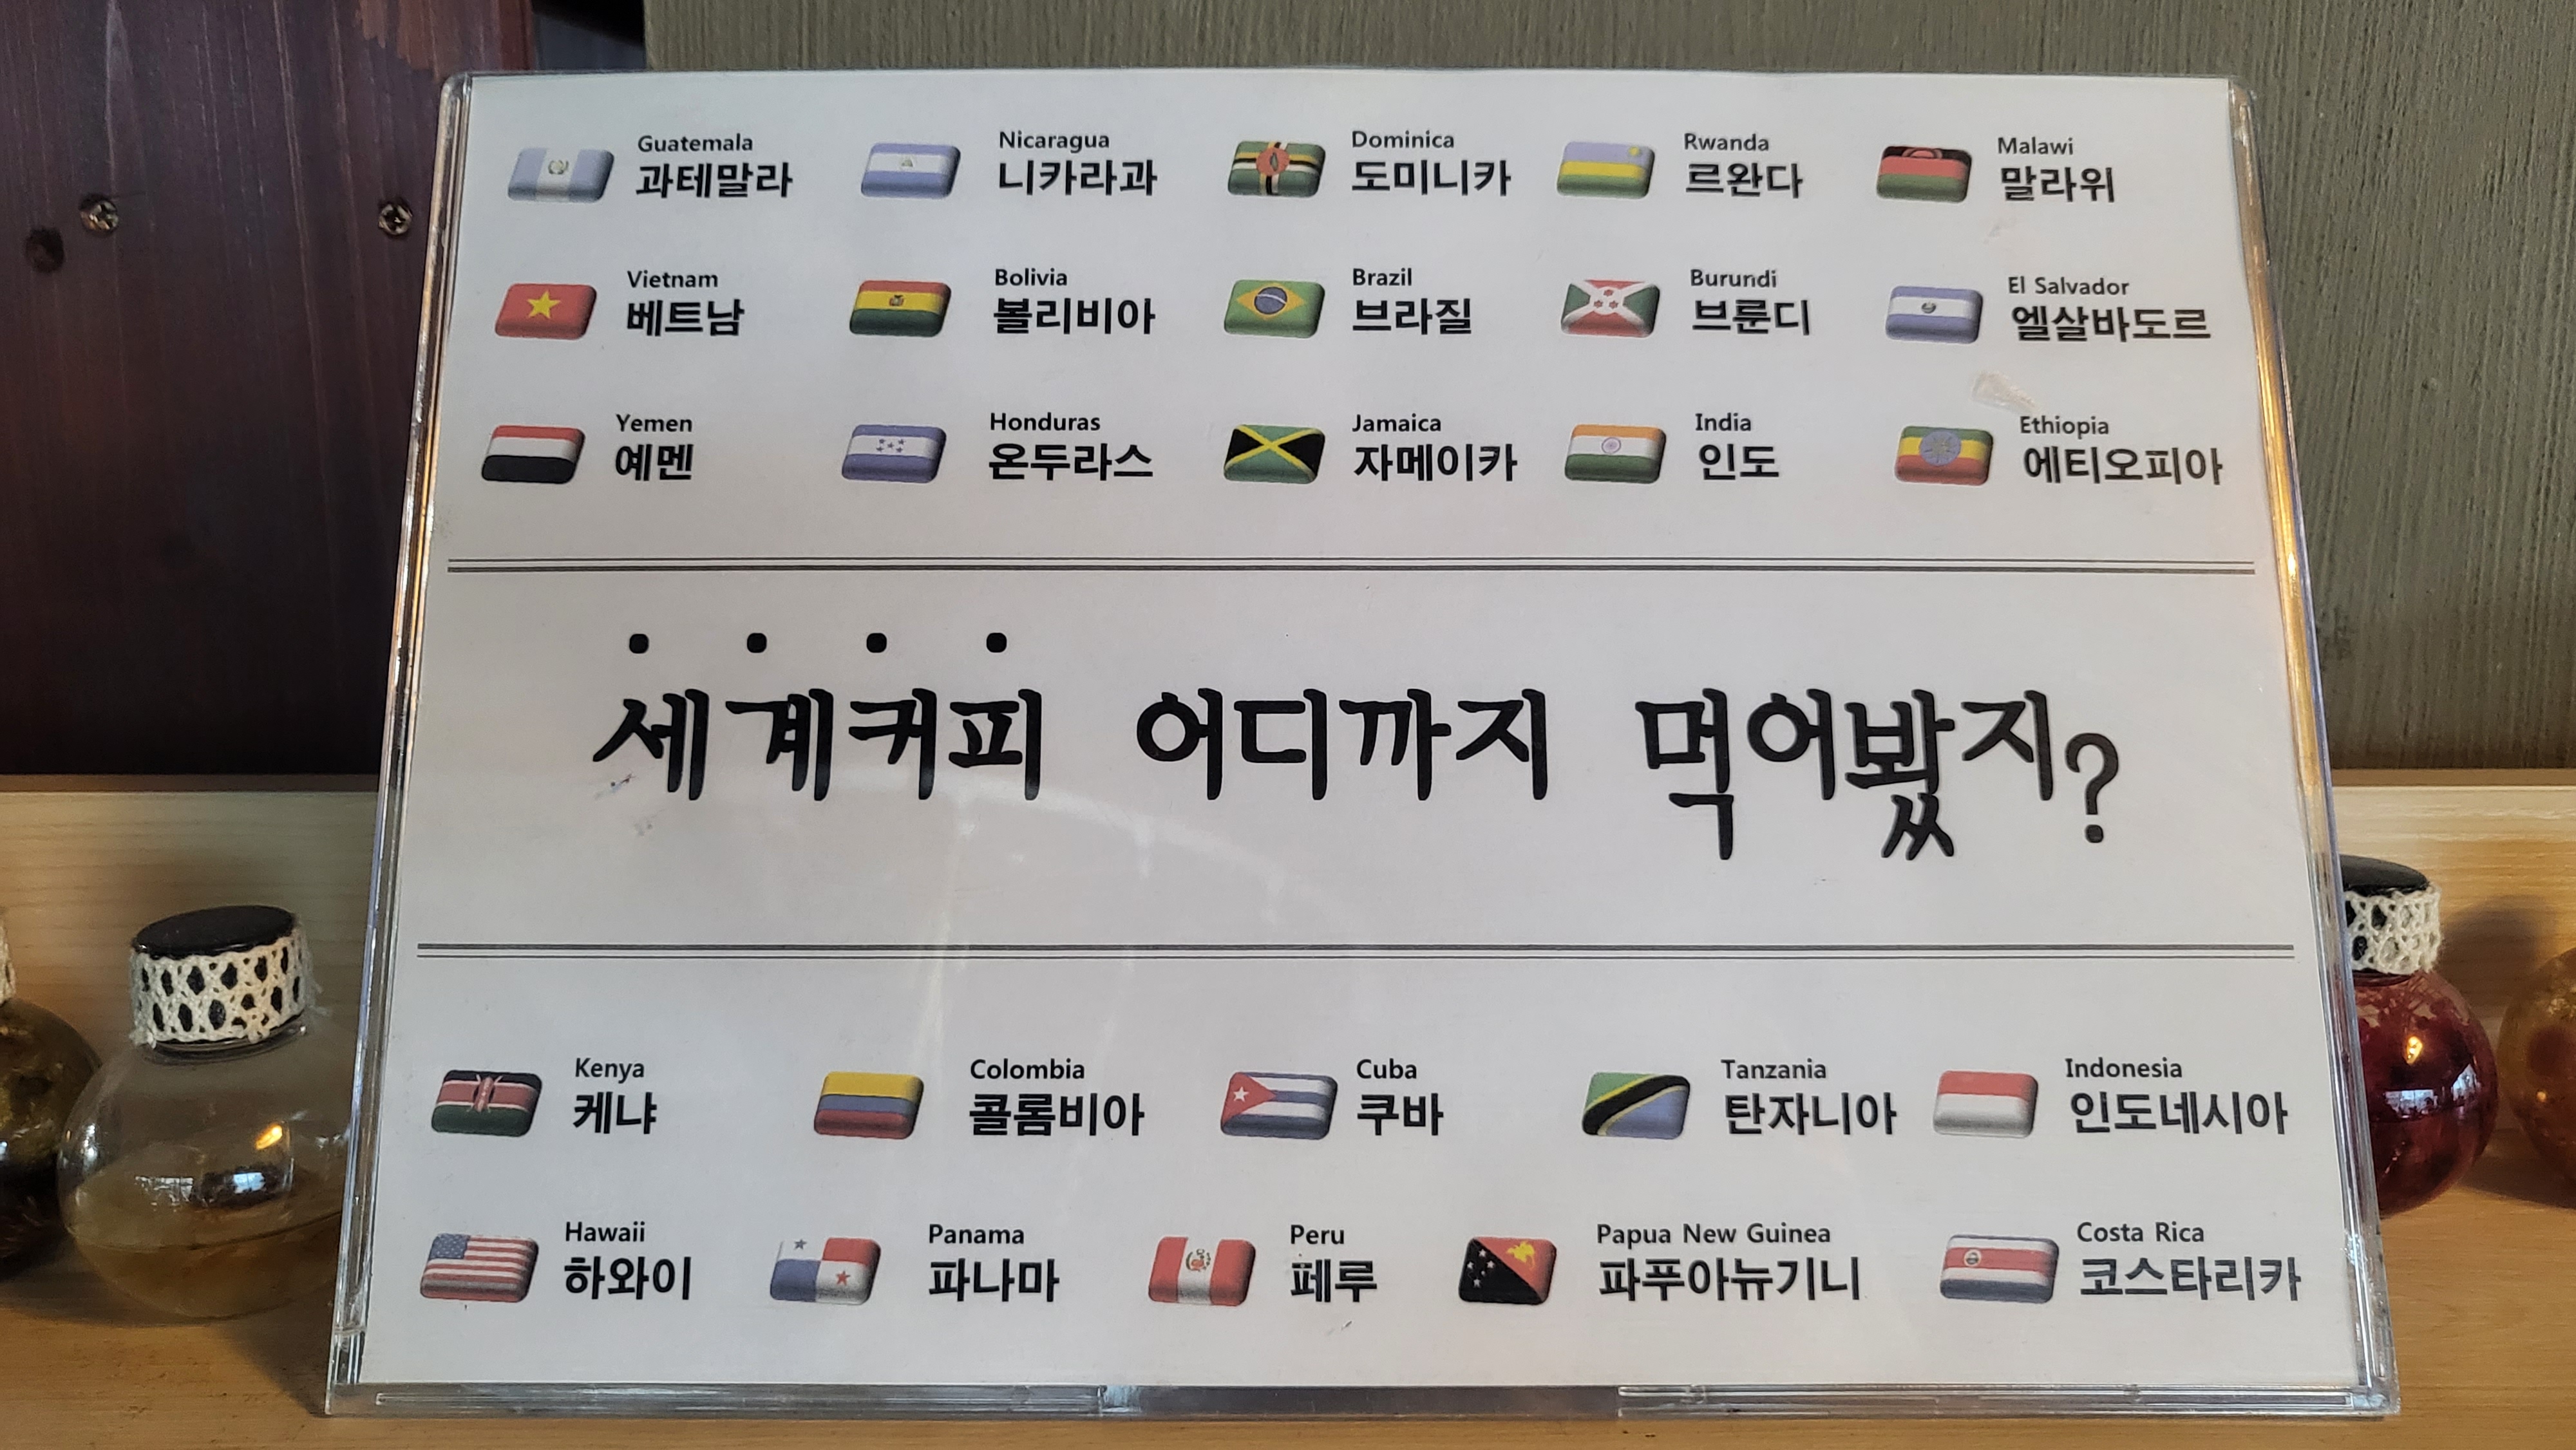 Guatemala Nicaragua Dominica Rwanda Malawi
과테말라 니카라과 도미니카 르완다 말라위
Vietnam Bolivia Brazil Burundi El Salvador
베트남 볼리비아 브라질 브룬디 엘살바도르
Yemen Honduras Jamaica India Ethiopia
예멘 온두라스 자메이카 인도 에티오피아
세계커피 어디까지 먹어봤지?
Kenya Colombia Cuba Tanzania Indonesia
케냐 콜롬비아 쿠바 탄자니아 인도네시아
Hawaii Panama Peru Papua New Guinea Costa Rica
하와이 파나마 페루 파푸아뉴기니 코스타리카